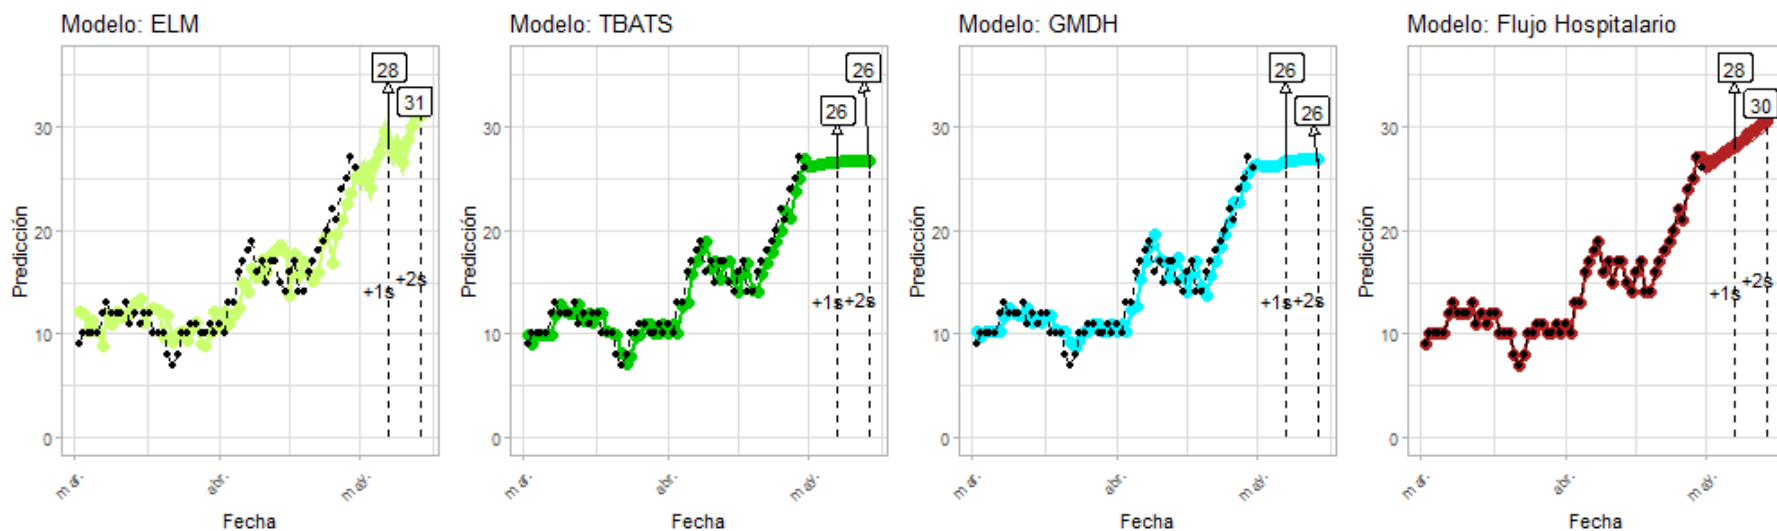 Modelo: ELM
Predicción
30
20
10
0
28
31
+1s
+2s
mar.
abr.
may.
Fecha
Modelo: TBATS
Predicción
30
20
10
0
26
26
+1s
+2s
mar.
abr.
may.
Fecha
Modelo: GMDH
Predicción
30
20
10
0
26
26
+1s
+2s
mar.
abr.
may.
Fecha
Modelo: Flujo Hospitalario
Predicción
30
20
10
0
28
30
+1s
+2s
mar.
abr.
may.
Fecha